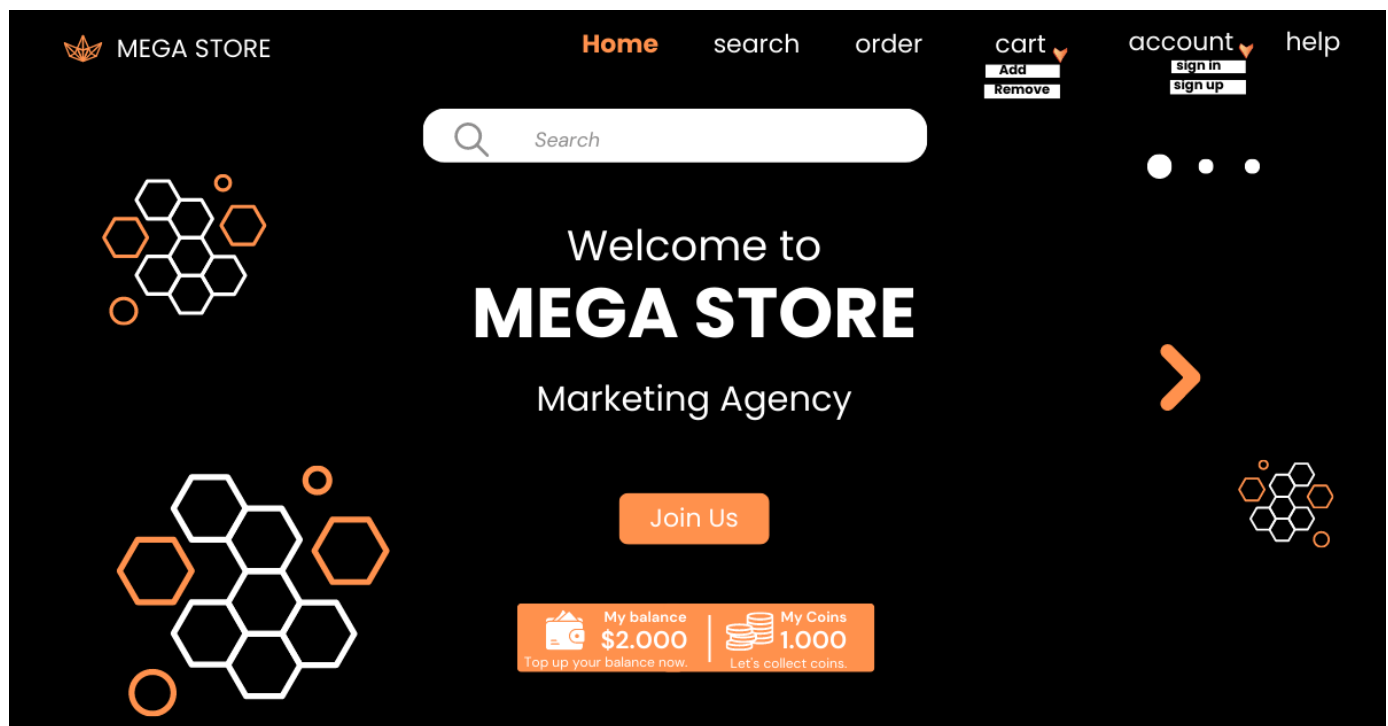 MEGA STORE
Home
search
order
cart
account
help
Add
Remove
sign in
sign up
Search
Welcome to
MEGA STORE
Marketing Agency
Join Us
My balance
$2.000
Top up your balance now.
My Coins
1.000
Let's collect coins.